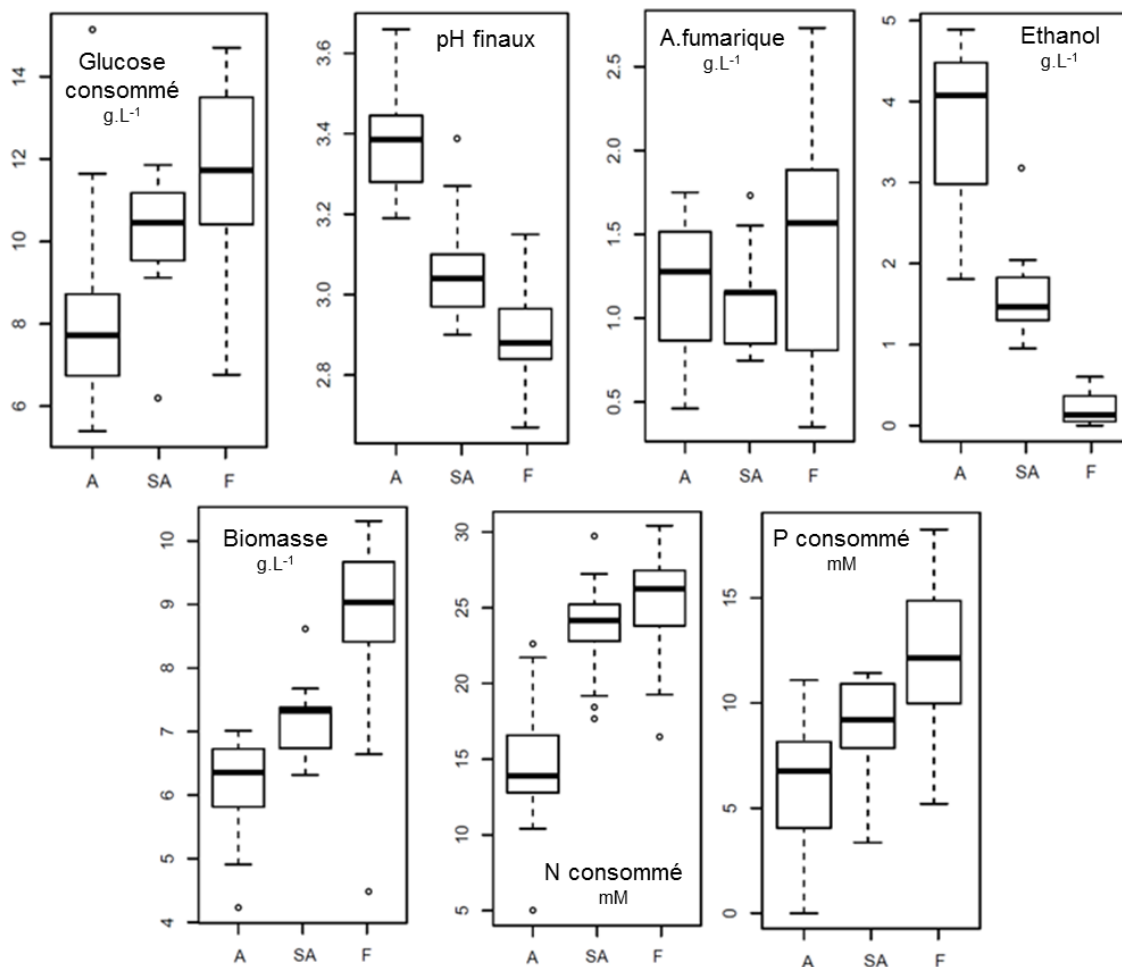 Glucose
consommé
g.L⁻¹
14
12
10
8
6
A SA F
pH finaux
3.6
3.4
3.2
3.0
2.8
A SA F
A.fumarique
g.L⁻¹
2.5
2.0
1.5
1.0
0.5
A SA F
Ethanol
g.L⁻¹
5
4
3
2
1
0
A SA F
Biomasse
g.L⁻¹
10
9
8
7
6
5
4
A SA F
30
25
20
15
10
5
N consommé
mM
A SA F
P consommé
mM
15
10
5
0
A SA F